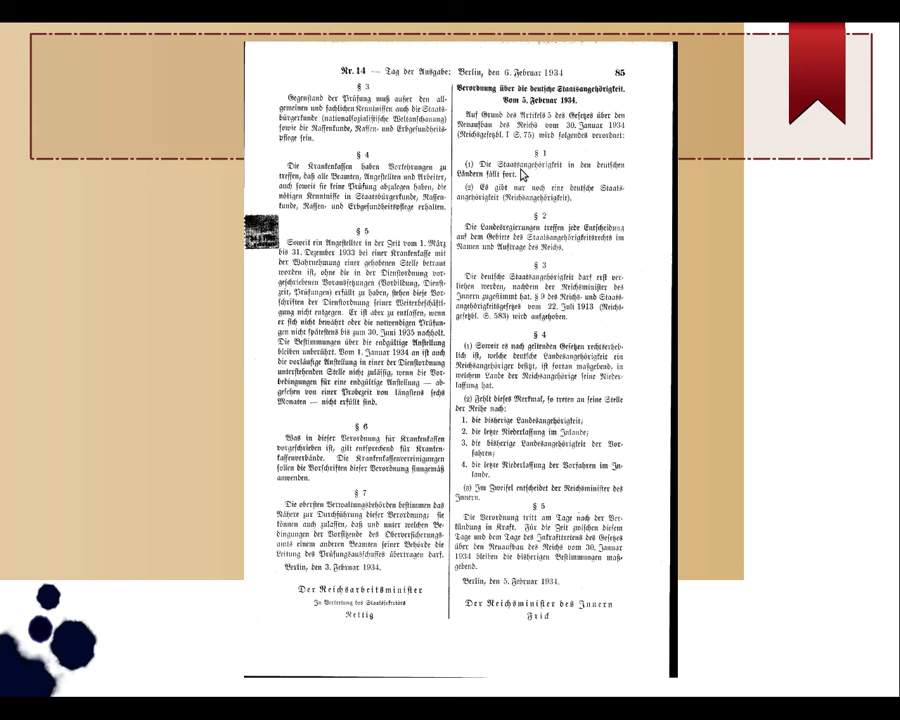 Nr. 14 — Tag der Ausgabe: Berlin, den 6. Februar 1934 85
§ 3
Gegenstand der Prüfung muß außer den all-
gemeinen und fachlichen Kenntnissen auch die Staats-
bürgerkunde (nationalsozialistische Weltanschauung)
sowie die Rassenkunde, Rassen- und Erbgesundheits-
pflege sein.
§ 4
Die Krankenkassen haben Vorkehrungen zu
treffen, daß alle Beamten, Angestellten und Arbeiter,
auch soweit sie keine Prüfung abzulegen haben, die
nötigen Kenntnisse in Staatsbürgerkunde, Rassen-
kunde, Rassen- und Erbgesundheitspflege erhalten.
§ 5
Soweit ein Angestellter in der Zeit vom 1. März
bis 31. Dezember 1933 bei einer Krankenkasse mit
der Wahrnehmung einer gehobenen Stelle betraut
worden ist, ohne die in der Dienstordnung vor-
geschriebenen Voraussetzungen (Vorbildung, Dienst-
zeit, Prüfungen) erfüllt zu haben, stehen diese Vor-
schriften der Dienstordnung seiner Weiterbeschäfti-
gung nicht entgegen. Er ist aber zu entlassen, wenn
er sich nicht bewährt oder die notwendigen Prüfun-
gen nicht spätestens bis zum 30. Juni 1935 nachholt.
Die Bestimmungen über die endgültige Anstellung
bleiben unberührt. Vom 1. Januar 1934 an ist auch
die vorläufige Anstellung in einer der Dienstordnung
unterstehenden Stelle nicht zulässig, wenn die Vor-
bedingungen für eine endgültige Anstellung — ab-
gesehen von einer Probezeit von längstens sechs
Monaten — nicht erfüllt sind.
§ 6
Was in dieser Verordnung für Krankenkassen
vorgeschrieben ist, gilt entsprechend für Kranken-
kassenverbände. Die Krankenkassenvereinigungen
sollen die Vorschriften dieser Verordnung sinngemäß
anwenden.
§ 7
Die obersten Verwaltungsbehörden bestimmen das
Nähere zur Durchführung dieser Verordnung; sie
können auch zulassen, daß und unter welchen Be-
dingungen der Vorsitzende des Oberversicherungs-
amts einem anderen Beamten seiner Behörde die
Leitung des Prüfungsausschusses übertragen darf.
Berlin, den 3. Februar 1934.
Der Reichsarbeitsminister
In Vertretung des Staatssekretärs
Rettig
Verordnung über die deutsche Staatsangehörigkeit.
Vom 5. Februar 1934.
Auf Grund des Artikels 5 des Gesetzes über den
Neuaufbau des Reichs vom 30. Januar 1934
(Reichsgesetzbl. I S. 75) wird folgendes verordnet:
§ 1
(1) Die Staatsangehörigkeit in den deutschen
Ländern fällt fort.
(2) Es gibt nur noch eine deutsche Staats-
angehörigkeit (Reichsangehörigkeit).
§ 2
Die Landesregierungen treffen jede Entscheidung
auf dem Gebiete des Staatsangehörigkeitsrechts im
Namen und Auftrage des Reichs.
§ 3
Die deutsche Staatsangehörigkeit darf erst ver-
liehen werden, nachdem der Reichsminister des
Innern zugestimmt hat. § 9 des Reichs- und Staats-
angehörigkeitsgesetzes vom 22. Juli 1913 (Reichs-
gesetzbl. S. 583) wird aufgehoben.
§ 4
(1) Soweit es nach geltenden Gesetzen rechtserheb-
lich ist, welche deutsche Landesangehörigkeit ein
Reichsangehöriger besitzt, ist fortan maßgebend, in
welchem Lande der Reichsangehörige seine Nieder-
lassung hat.
(2) Fehlt dieses Merkmal, so treten an seine Stelle
der Reihe nach:
1. die bisherige Landesangehörigkeit;
2. die letzte Niederlassung im Inlande;
3. die bisherige Landesangehörigkeit der Vor-
fahren;
4. die letzte Niederlassung der Vorfahren im In-
lande.
(3) Im Zweifel entscheidet der Reichsminister des
Innern.
§ 5
Die Verordnung tritt am Tage nach der Ver-
kündung in Kraft. Für die Zeit zwischen diesem
Tage und dem Tage des Inkrafttretens des Gesetzes
über den Neuaufbau des Reichs vom 30. Januar
1934 bleiben die bisherigen Bestimmungen maß-
gebend.
Berlin, den 5. Februar 1934.
Der Reichsminister des Innern
Frick